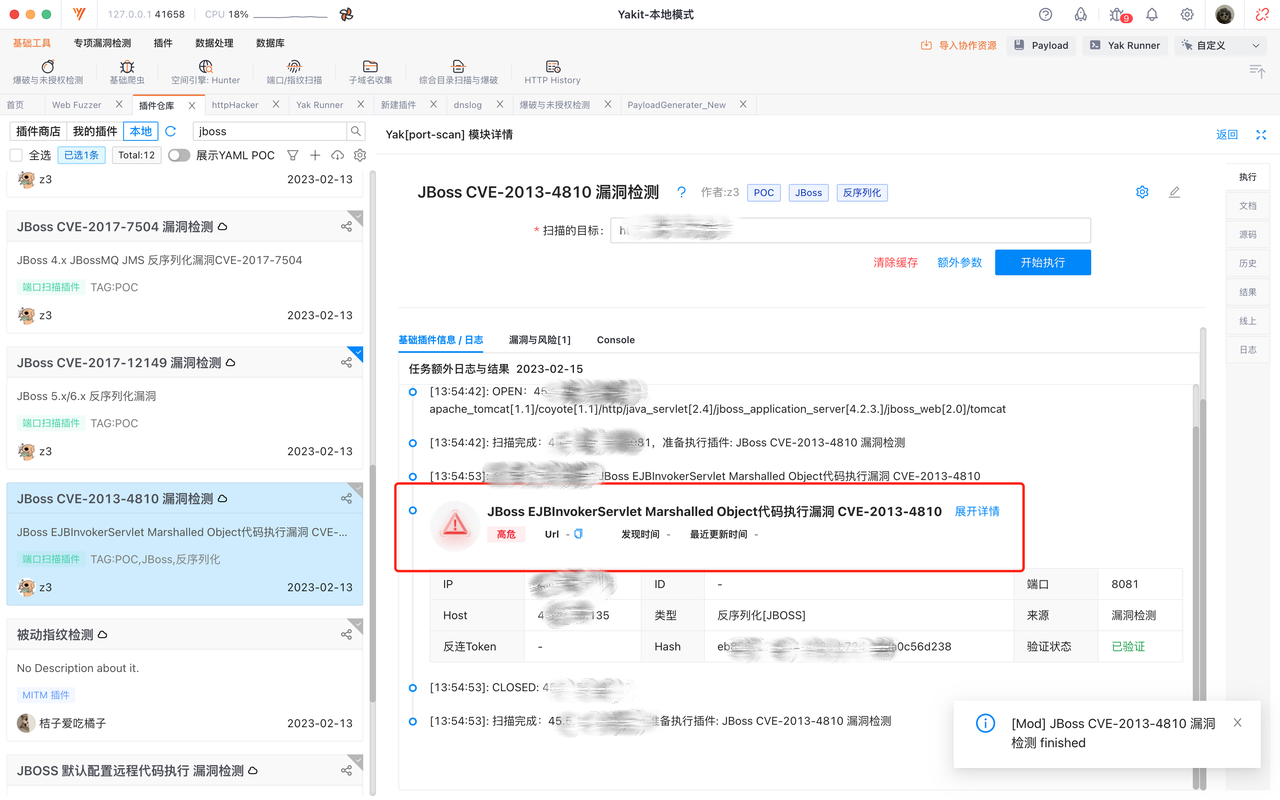 127.0.0.1 41658 CPU 18% Yakit-本地模式 9
基础工具 专项漏洞检测 插件 数据处理 数据库 导入协作资源 Payload Yak Runner 自定义
爆破与未授权检测 基础爬虫 空间引擎: Hunter 端口/指纹扫描 子域名收集 综合目录扫描与爆破 HTTP History
首页 Web Fuzzer 插件仓库 httpHacker Yak Runner 新建插件 dnslog 爆破与未授权检测 PayloadGenerater_New
插件商店 我的插件 本地 jboss
全选 已选1条 Total:12 展示YAML POC
z3 2023-02-13
JBoss CVE-2017-7504 漏洞检测
JBoss 4.x JBossMQ JMS 反序列化漏洞CVE-2017-7504
端口扫描插件 TAG:POC
z3 2023-02-13
JBoss CVE-2017-12149 漏洞检测
JBoss 5.x/6.x 反序列化漏洞
端口扫描插件 TAG:POC
z3 2023-02-13
JBoss CVE-2013-4810 漏洞检测
JBoss EJBInvokerServlet Marshalled Object代码执行漏洞 CVE-...
端口扫描插件 TAG:POC,JBoss,反序列化
z3 2023-02-13
被动指纹检测
No Description about it.
MITM 插件
桔子爱吃橘子 2023-02-13
JBOSS 默认配置远程代码执行 漏洞检测
Yak[port-scan] 模块详情 返回
JBoss CVE-2013-4810 漏洞检测 作者:z3 POC JBoss 反序列化
* 扫描的目标:
清除缓存 额外参数 开始执行
执行
文档
源码
历史
结果
线上
日志
基础插件信息 / 日志 漏洞与风险[1] Console
任务额外日志与结果 2023-02-15
[13:54:42]: OPEN: 45
apache_tomcat[1.1]/coyote[1.1]/http/java_servlet[2.4]/jboss_application_server[4.2.3.]/jboss_web[2.0]/tomcat
[13:54:42]: 扫描完成: 4 81, 准备执行插件: JBoss CVE-2013-4810 漏洞检测
[13:54:53]: JBoss EJBInvokerServlet Marshalled Object代码执行漏洞 CVE-2013-4810
JBoss EJBInvokerServlet Marshalled Object代码执行漏洞 CVE-2013-4810 展开详情
高危 Url - 发现时间 - 最近更新时间 -
IP ID - 端口 8081
Host 4 135 类型 反序列化[JBOSS] 来源 漏洞检测
反连Token - Hash eb 0c56d238 验证状态 已验证
[13:54:53]: CLOSED: 4
[13:54:53]: 扫描完成: 45. 准备执行插件: JBoss CVE-2013-4810 漏洞检测
[Mod] JBoss CVE-2013-4810 漏洞
检测 finished